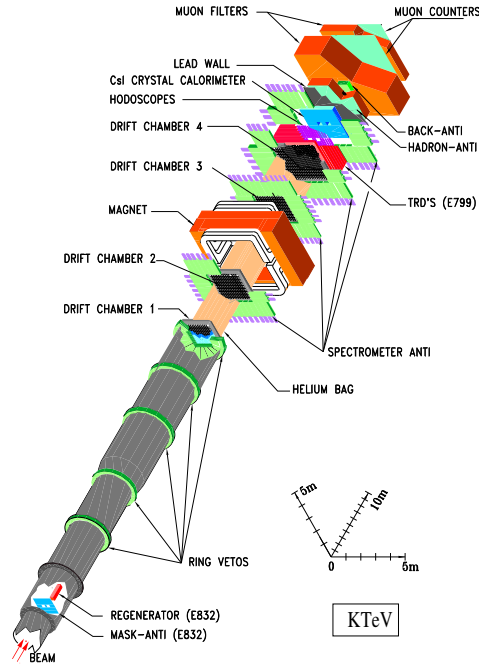 MUON FILTERS
MUON COUNTERS
LEAD WALL
CsI CRYSTAL CALORIMETER
HODOSCOPES
DRIFT CHAMBER 4
BACK-ANTI
HADRON-ANTI
DRIFT CHAMBER 3
TRD'S (E799)
MAGNET
DRIFT CHAMBER 2
DRIFT CHAMBER 1
SPECTROMETER ANTI
HELIUM BAG
5m
10m
0
5m
RING VETOS
REGENERATOR (E832)
MASK-ANTI (E832)
KTeV
BEAM